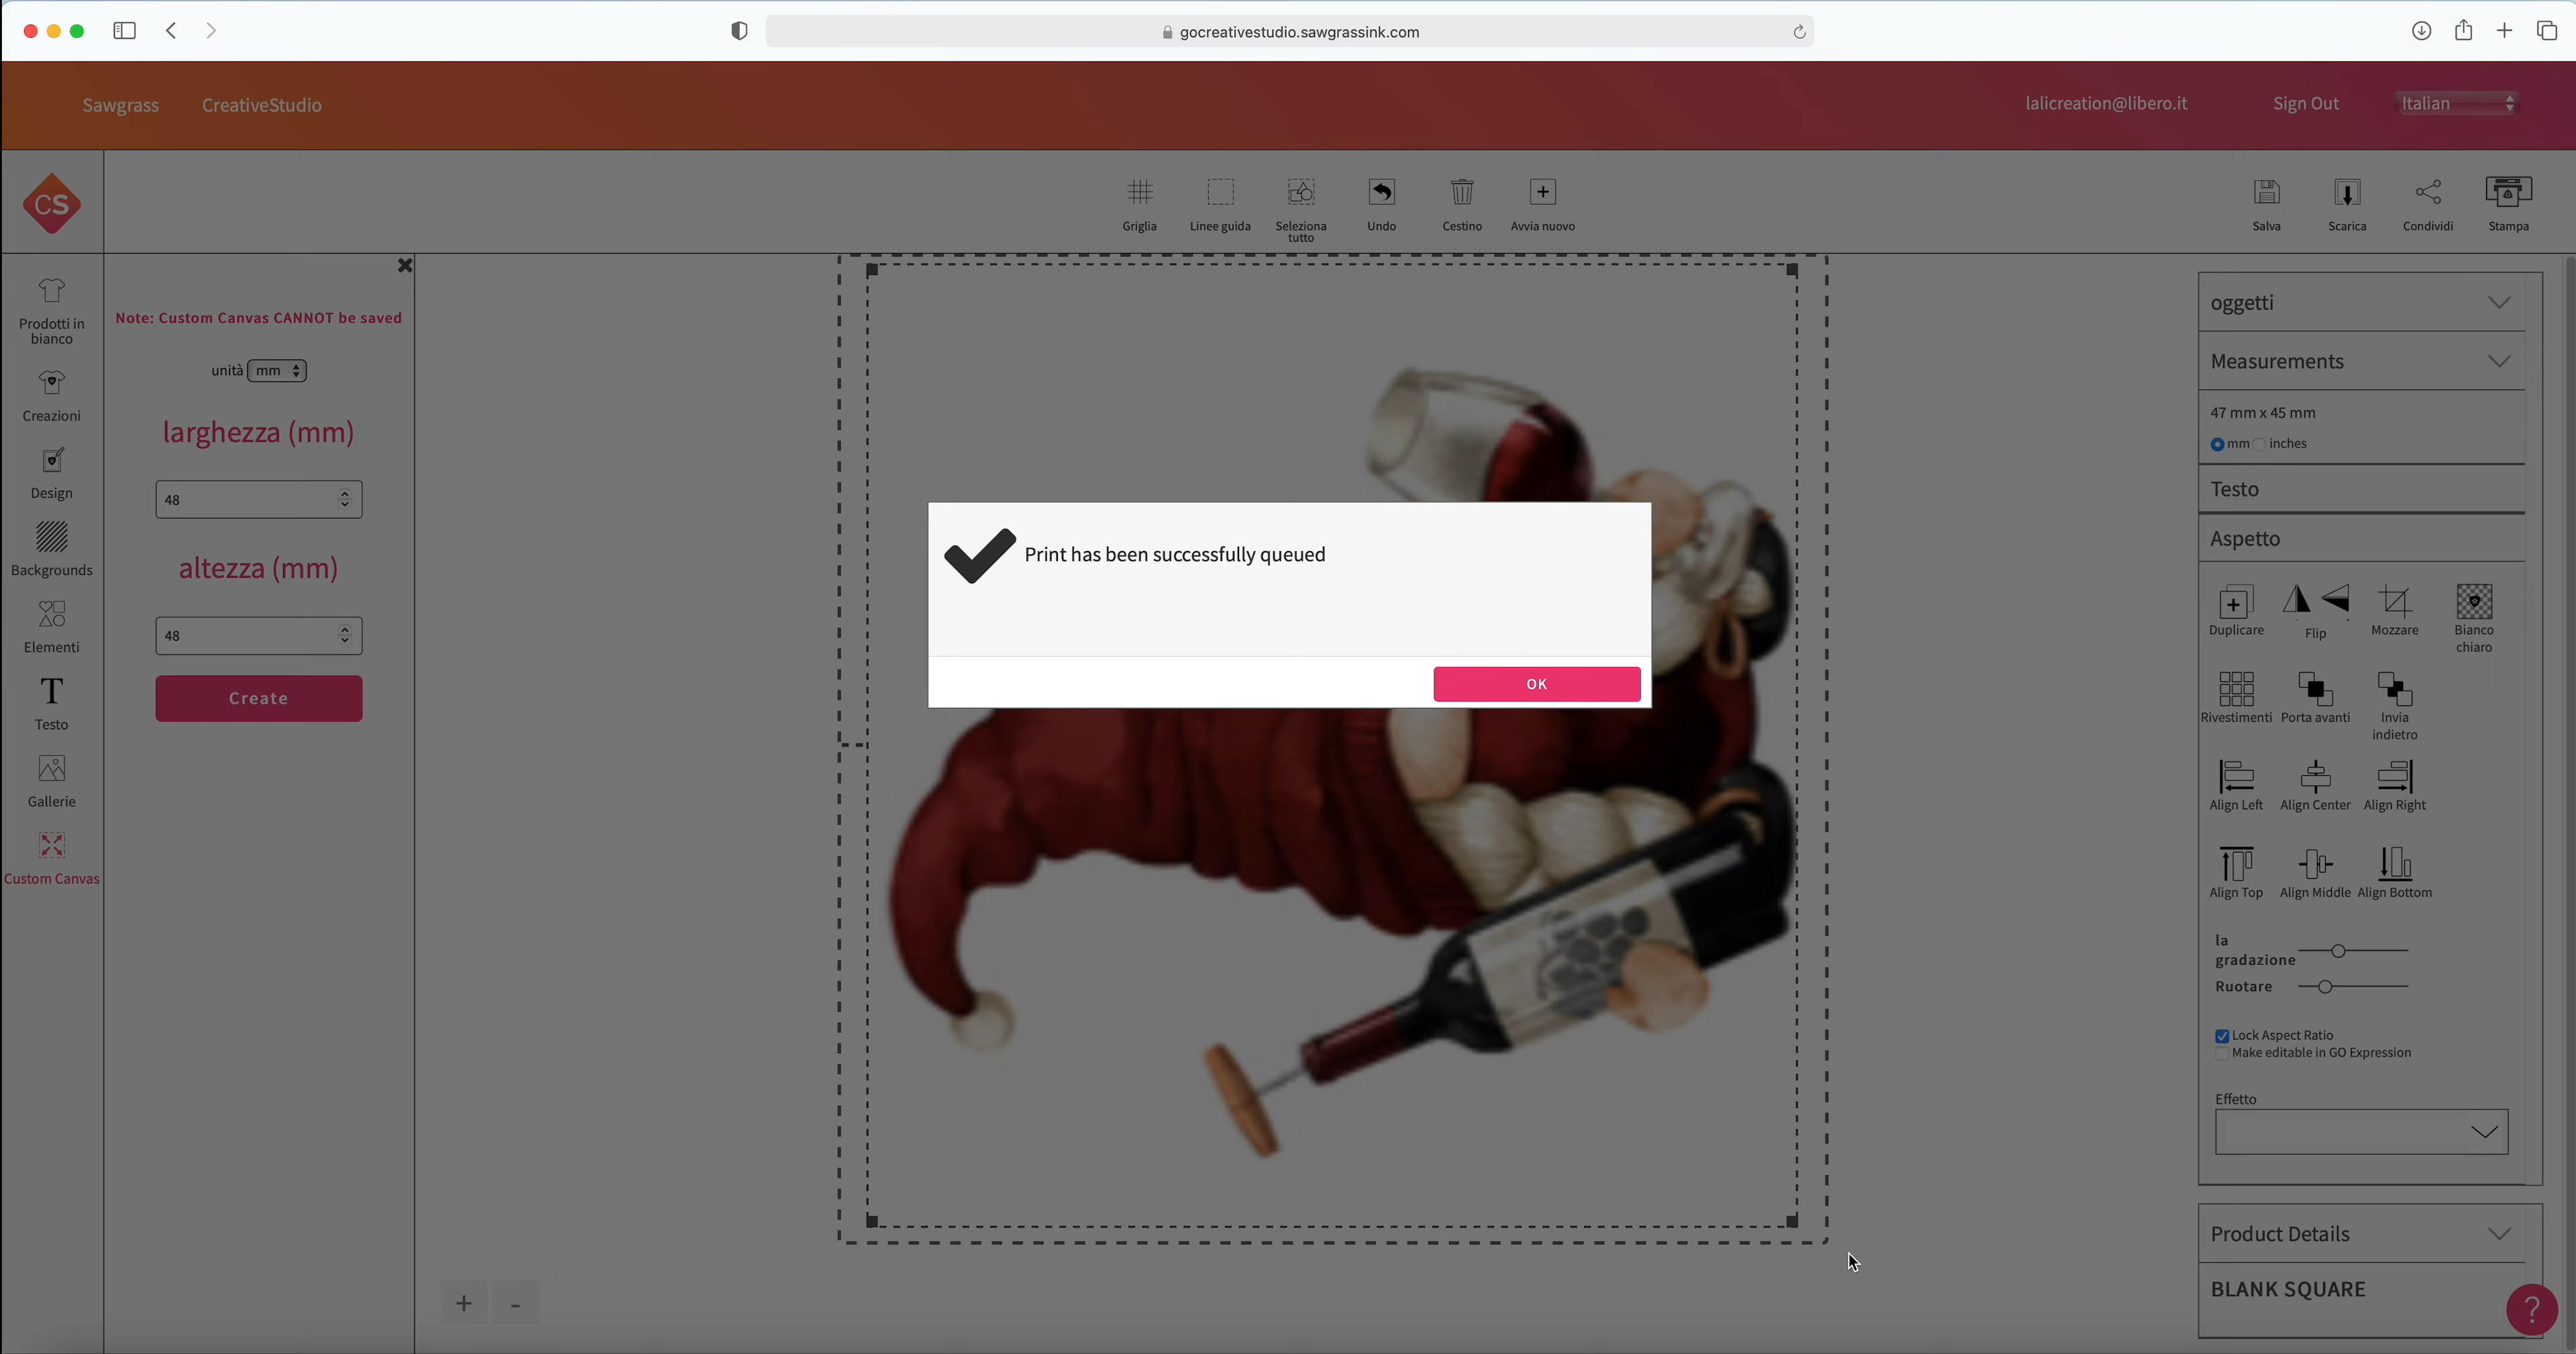 gocreativestudio.sawgrassink.com
Sawgrass CreativeStudio
lalicreation@libero.it Sign Out Italian
CS
Griglia
Linee guida
Seleziona
tutto
Undo
Cestino
Avvia nuovo
Salva
Scarica
Condividi
Stampa
Prodotti in
bianco
Creazioni
Design
Backgrounds
Elementi
T
Testo
Gallerie
Custom Canvas
Note: Custom Canvas CANNOT be saved
unità mm
larghezza (mm)
48
altezza (mm)
48
Create
Print has been successfully queued
OK
+ -
oggetti
Measurements
47 mm x 45 mm
mm inches
Testo
Aspetto
Duplicare
Flip
Mozzare
Bianco
chiaro
Rivestimenti
Porta avanti
Invia
indietro
Align Left
Align Center
Align Right
Align Top
Align Middle
Align Bottom
la
gradazione
Ruotare
Lock Aspect Ratio
Make editable in GO Expression
Effetto
Product Details
BLANK SQUARE
?